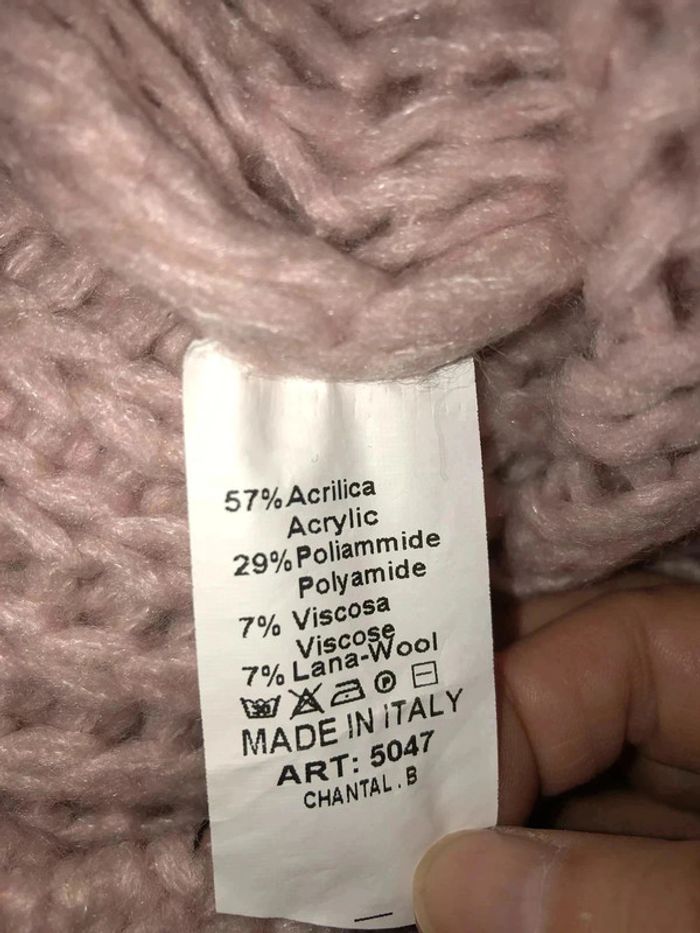 57% Acrilica
Acrylic
29% Poliammide
Polyamide
7% Viscosa
Viscose
7% Lana-Wool
MADE IN ITALY
ART: 5047
CHANTAL.B